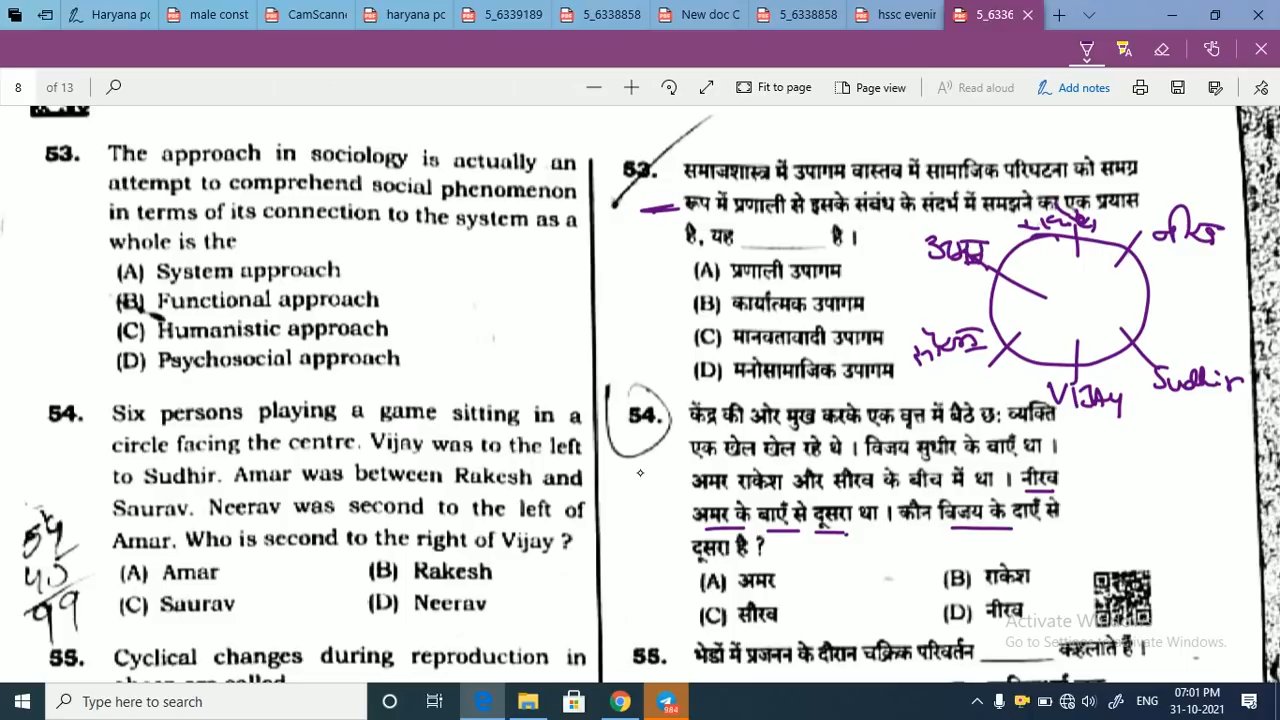 Haryana pc
male const
CamScanne
haryana pc
5_6339189
5_6338858
New doc C
5_6338858
hssc evenin
5_6336
8 of 13
Fit to page
Page view
Read aloud
Add notes
53. The approach in sociology is actually an
attempt to comprehend social phenomenon
in terms of its connection to the system as a
whole is the
(A) System approach
(B) Functional approach
(C) Humanistic approach
(D) Psychosocial approach
54. Six persons playing a game sitting in a
circle facing the centre. Vijay was to the left
to Sudhir. Amar was between Rakesh and
Saurav. Neerav was second to the left of
Amar. Who is second to the right of Vijay ?
(A) Amar (B) Rakesh
(C) Saurav (D) Neerav
55. Cyclical changes during reproduction in
99
53. समाजशास्त्र में उपागम वास्तव में सामाजिक परिघटना को समग्र
रूप में प्रणाली से इसके संबंध के संदर्भ में समझने का एक प्रयास
है, यह ________ है ।
(A) प्रणाली उपागम
(B) कार्यात्मक उपागम
(C) मानवतावादी उपागम
(D) मनोसामाजिक उपागम
54. केंद्र की ओर मुख करके एक वृत्त में बैठे छः व्यक्ति
एक खेल खेल रहे थे । विजय सुधीर के बाएँ था ।
अमर राकेश और सौरव के बीच में था । नीरव
अमर के बाएँ से दूसरा था । कौन विजय के दाएँ से
दूसरा है ?
(A) अमर (B) राकेश
(C) सौरव (D) नीरव
55. भेडों में प्रजनन के दौरान चक्रिक परिवर्तन ________ कहलाते हैं ।
Sudhir
VIJAY
Activate Windows
Go to Settings to activate Windows.
Type here to search
984
ENG
07:01 PM
31-10-2021